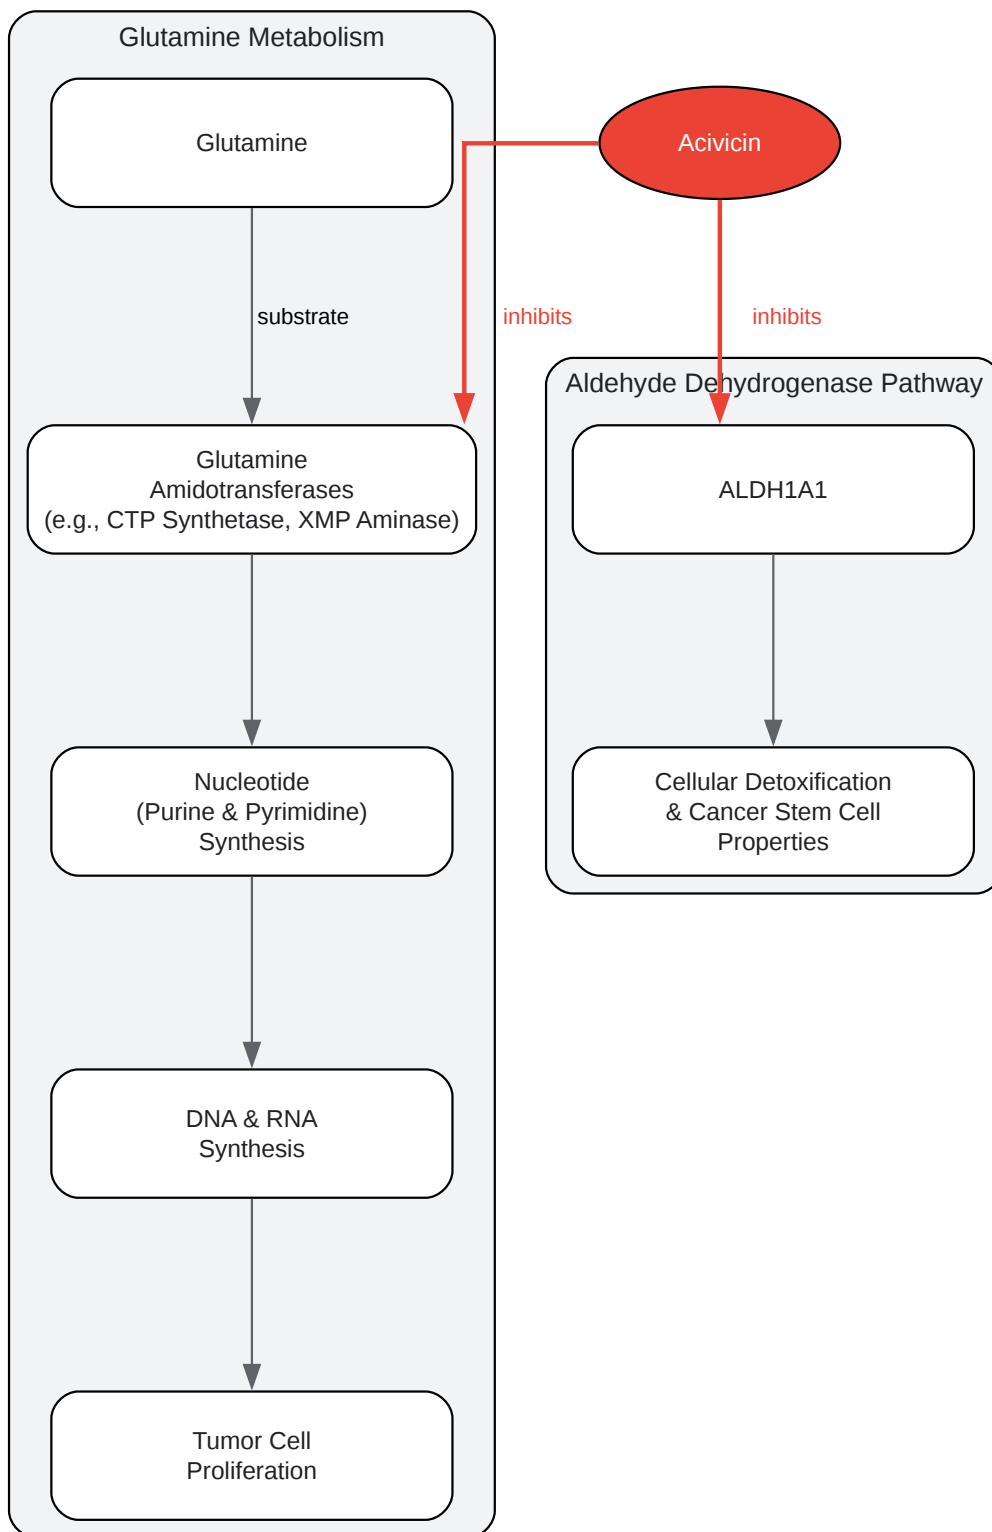 Glutamine Metabolism
Glutamine
Acivicin
substrate
inhibits
inhibits
Aldehyde Dehydrogenase Pathway
Glutamine
Amidotransferases
(e.g., CTP Synthetase, XMP Aminase)
ALDH1A1
Nucleotide
(Purine & Pyrimidine)
Synthesis
Cellular Detoxification
& Cancer Stem Cell
Properties
DNA & RNA
Synthesis
Tumor Cell
Proliferation